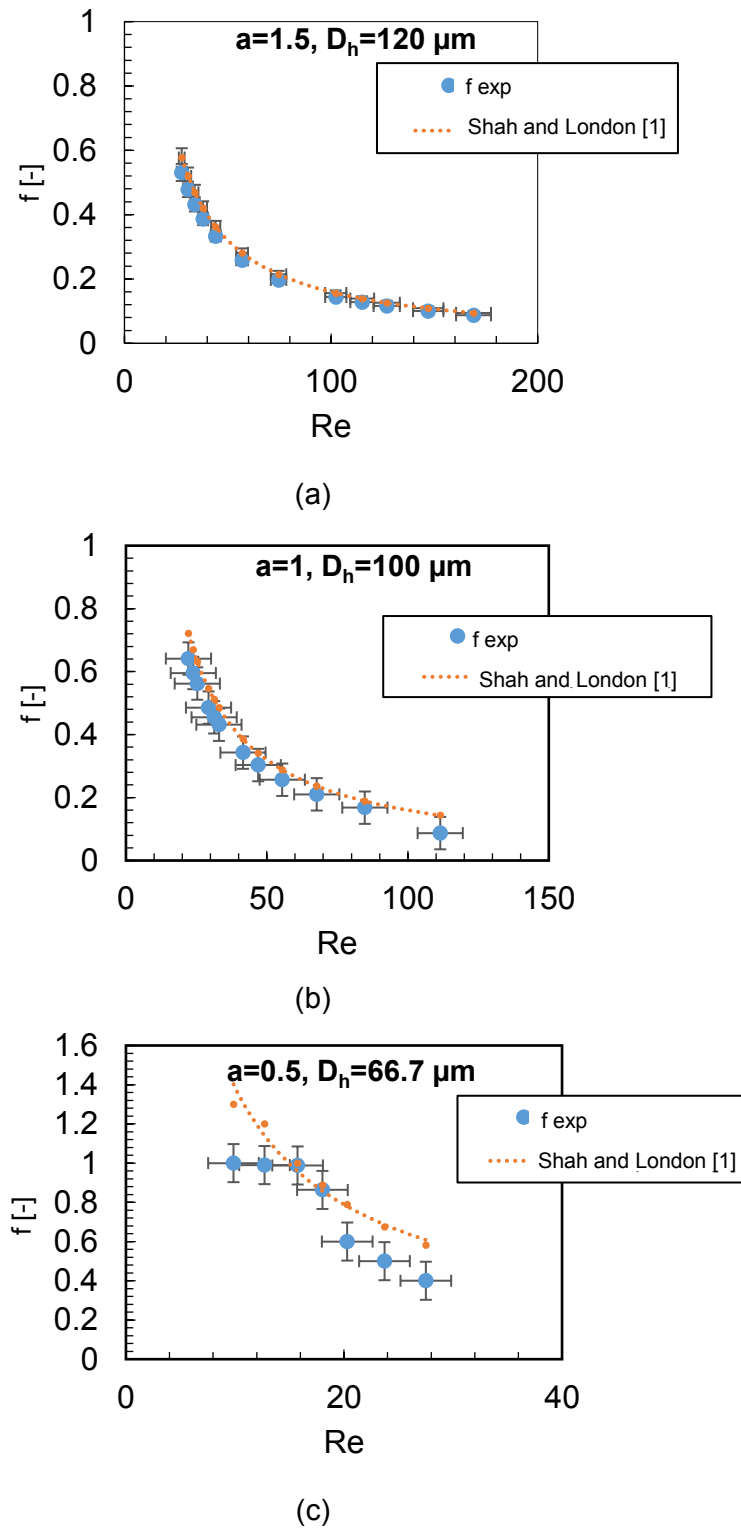 a=1.5, Dₕ=120 µm
f exp
Shah and London [1]
f [-]
1
0.8
0.6
0.4
0.2
0
0 100 200
Re
(a)
a=1, Dₕ=100 µm
f exp
Shah and London [1]
f [-]
1
0.8
0.6
0.4
0.2
0
0 50 100 150
Re
(b)
a=0.5, Dₕ=66.7 µm
f exp
Shah and London [1]
f [-]
1.6
1.4
1.2
1
0.8
0.6
0.4
0.2
0
0 20 40
Re
(c)